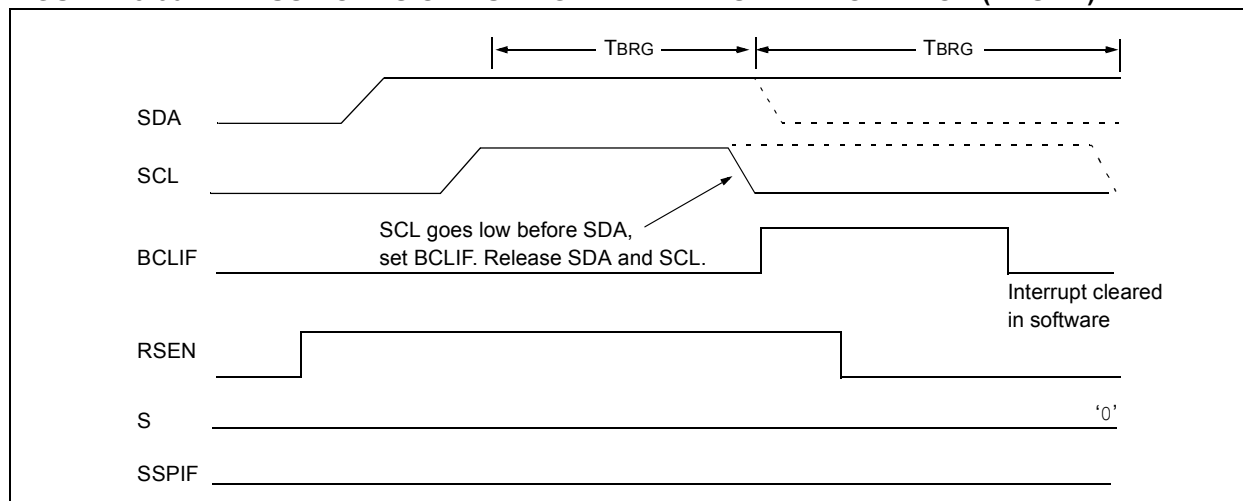 TBRG
TBRG
SDA
SCL
SCL goes low before SDA,
set BCLIF. Release SDA and SCL.
BCLIF
Interrupt cleared
in software
RSEN
S
‘0’
SSPIF